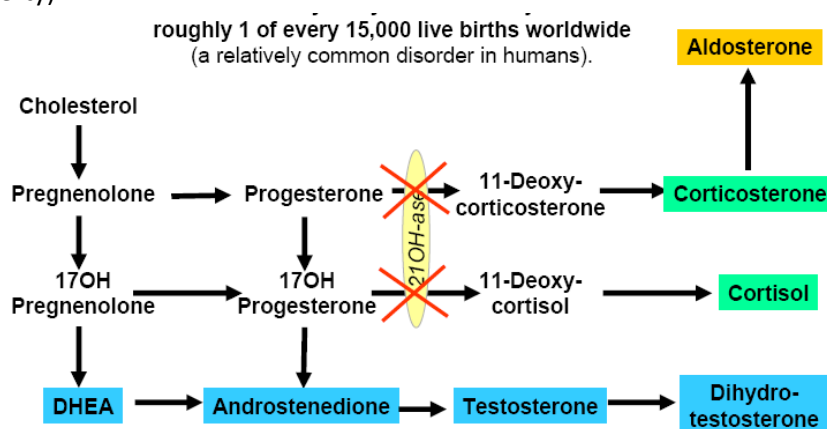 roughly 1 of every 15,000 live births worldwide
(a relatively common disorder in humans).
Aldosterone
Cholesterol
Pregnenolone
Progesterone
21OH-ase
11-Deoxy-
corticosterone
Corticosterone
17OH
Pregnenolone
17OH
Progesterone
11-Deoxy-
cortisol
Cortisol
DHEA
Androstenedione
Testosterone
Dihydro-
testosterone